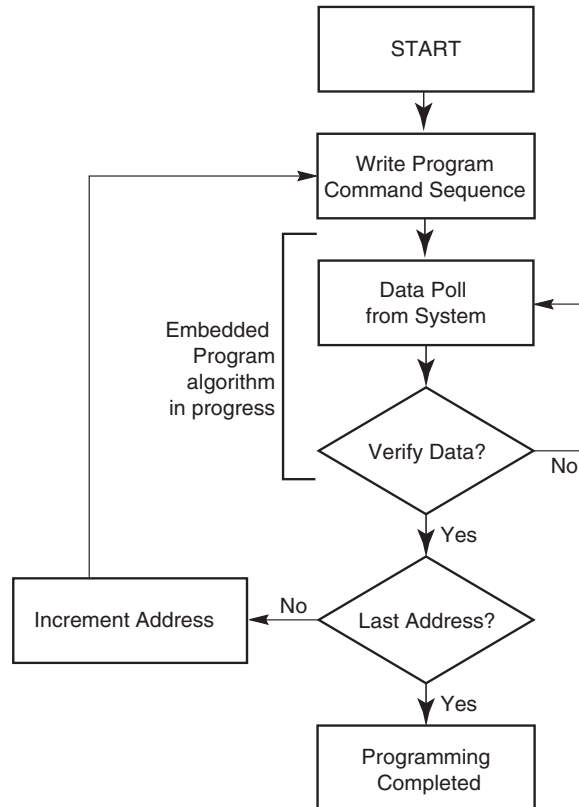 START
Write Program
Command Sequence
Data Poll
from System
Embedded
Program
algorithm
in progress
Verify Data?
No
Yes
Increment Address
No
Last Address?
Yes
Programming
Completed